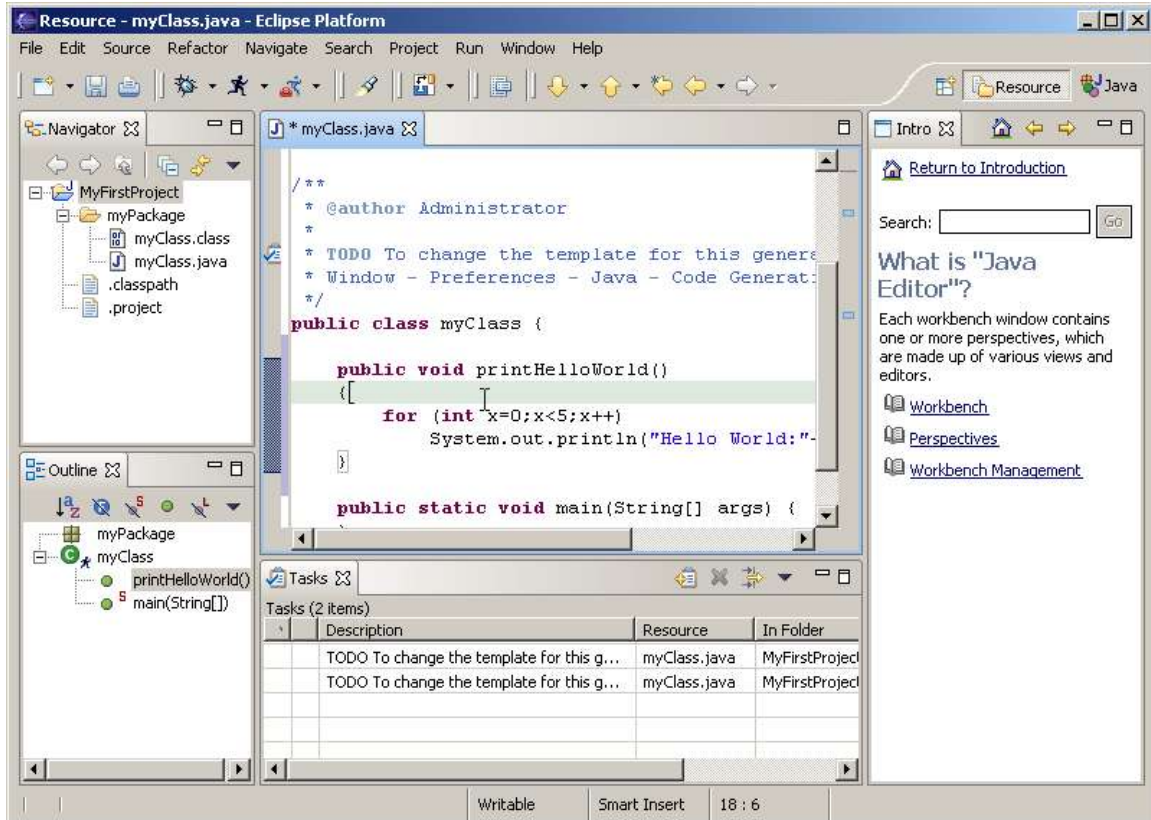 Resource - myClass.java - Eclipse Platform
File Edit Source Refactor Navigate Search Project Run Window Help
Resource Java
Navigator
MyFirstProject
myPackage
myClass.class
myClass.java
.classpath
.project
Outline
myPackage
myClass
printHelloWorld()
main(String[])
* myClass.java
/**
* @author Administrator
*
* TODO To change the template for this genera
* Window - Preferences - Java - Code Generati
*/
public class myClass {
public void printHelloWorld()
{
for (int x=0;x<5;x++)
System.out.println("Hello World:"
}
public static void main(String[] args) {
Tasks
Tasks (2 items)
Description Resource In Folder
TODO To change the template for this g... myClass.java MyFirstProject
TODO To change the template for this g... myClass.java MyFirstProject
Intro
Return to Introduction
Search: Go
What is "Java
Editor"?
Each workbench window contains
one or more perspectives, which
are made up of various views and
editors.
Workbench
Perspectives
Workbench Management
Writable Smart Insert 18 : 6